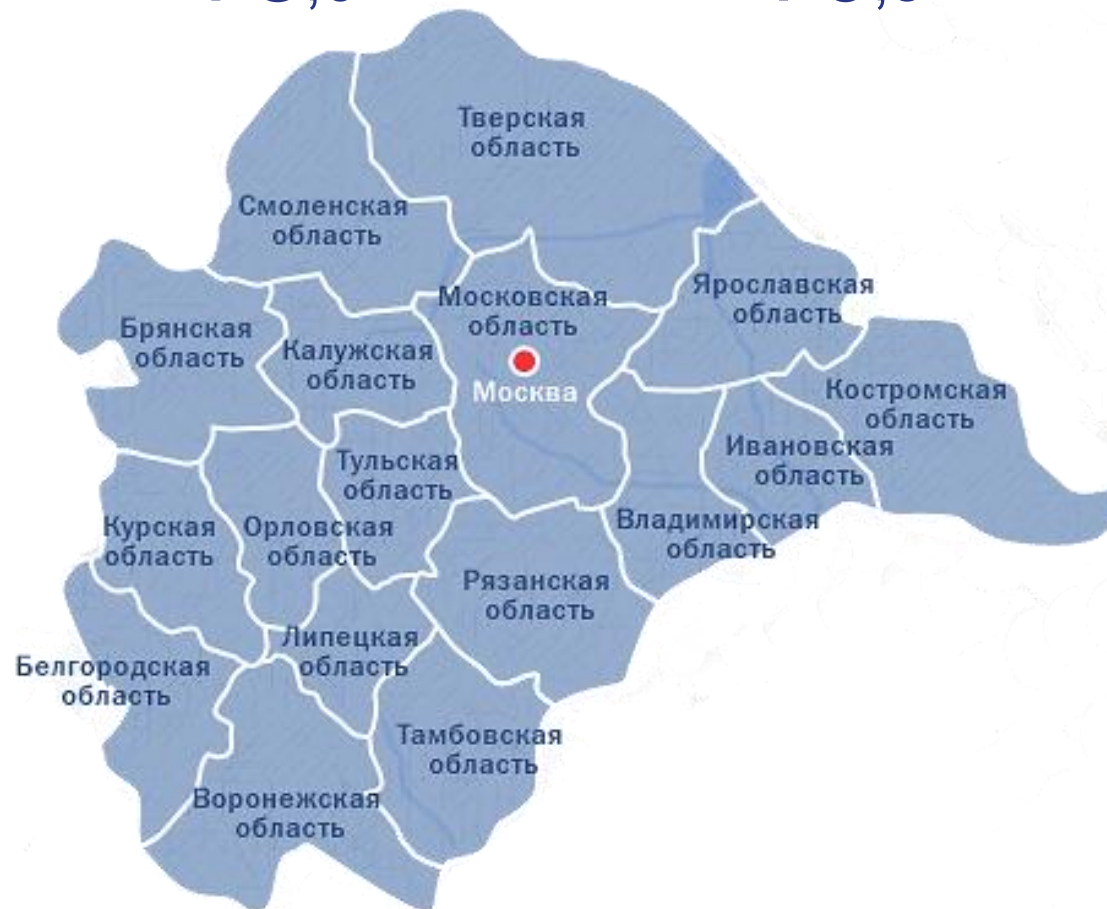 Тверская
область
Смоленская
область
Ярославская
область
Московская
область
Брянская
область
Калужская
область
Москва
Костромская
область
Ивановская
область
Тульская
область
Владимирская
область
Курская
область
Орловская
область
Рязанская
область
Липецкая
область
Белгородская
область
Тамбовская
область
Воронежская
область